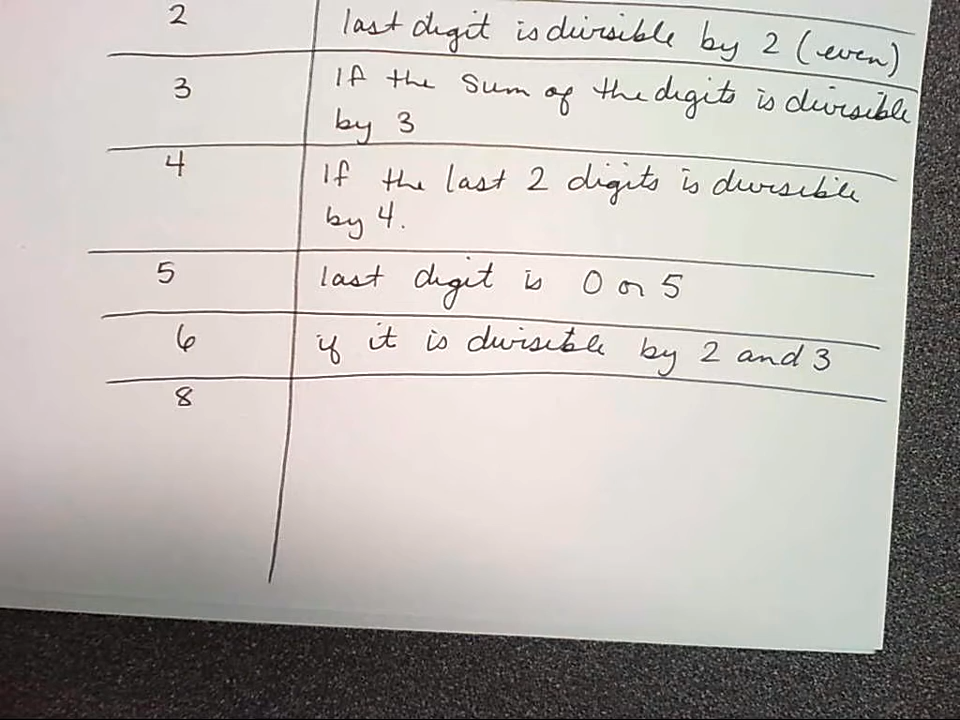 2 last digit is divisible by 2 (even)
3 If the sum of the digits is divisible
by 3
4 If the last 2 digits is divisible
by 4.
5 last digit is 0 or 5
6 if it is divisible by 2 and 3
8